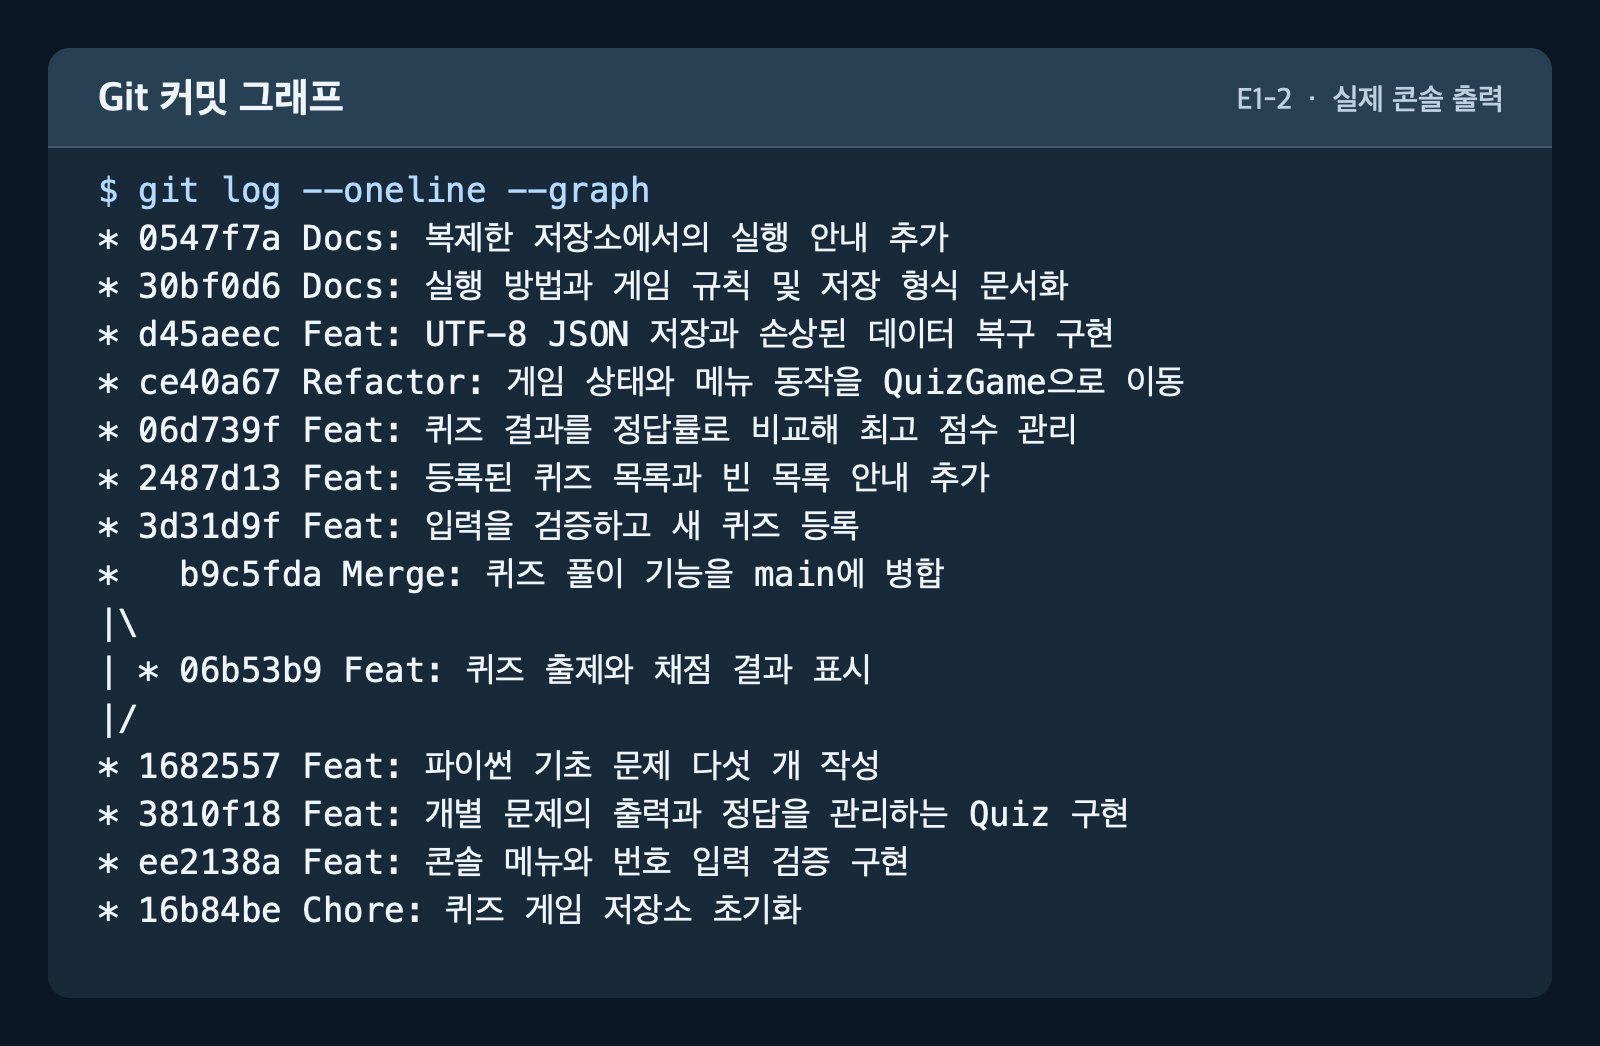 Git 커밋 그래프
E1-2 · 실제 콘솔 출력
$ git log --oneline --graph
* 0547f7a Docs: 복제한 저장소에서의 실행 안내 추가
* 30bf0d6 Docs: 실행 방법과 게임 규칙 및 저장 형식 문서화
* d45aeec Feat: UTF-8 JSON 저장과 손상된 데이터 복구 구현
* ce40a67 Refactor: 게임 상태와 메뉴 동작을 QuizGame으로 이동
* 06d739f Feat: 퀴즈 결과를 정답률로 비교해 최고 점수 관리
* 2487d13 Feat: 등록된 퀴즈 목록과 빈 목록 안내 추가
* 3d31d9f Feat: 입력을 검증하고 새 퀴즈 등록
*   b9c5fda Merge: 퀴즈 풀이 기능을 main에 병합
|\
| * 06b53b9 Feat: 퀴즈 출제와 채점 결과 표시
|/
* 1682557 Feat: 파이썬 기초 문제 다섯 개 작성
* 3810f18 Feat: 개별 문제의 출력과 정답을 관리하는 Quiz 구현
* ee2138a Feat: 콘솔 메뉴와 번호 입력 검증 구현
* 16b84be Chore: 퀴즈 게임 저장소 초기화